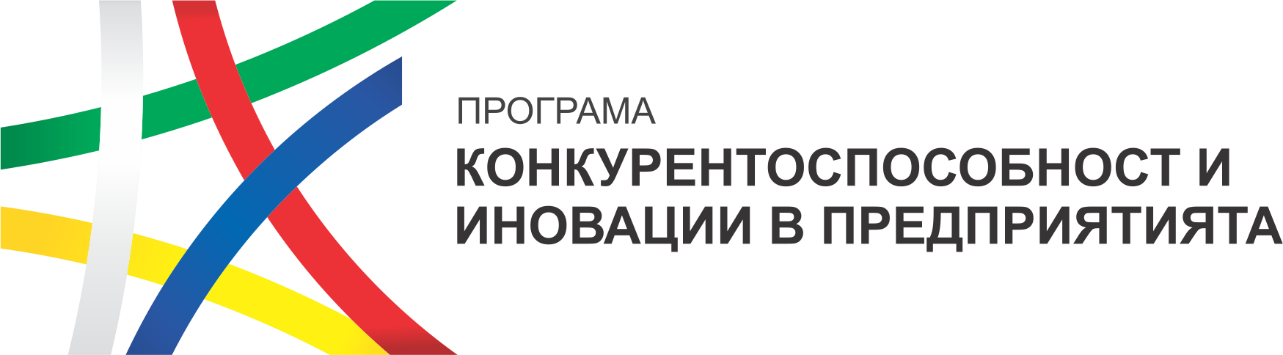 ПРОГРАМА
КОНКУРЕНТОСПОСОБНОСТ И
ИНОВАЦИИ В ПРЕДПРИЯТИЯТА